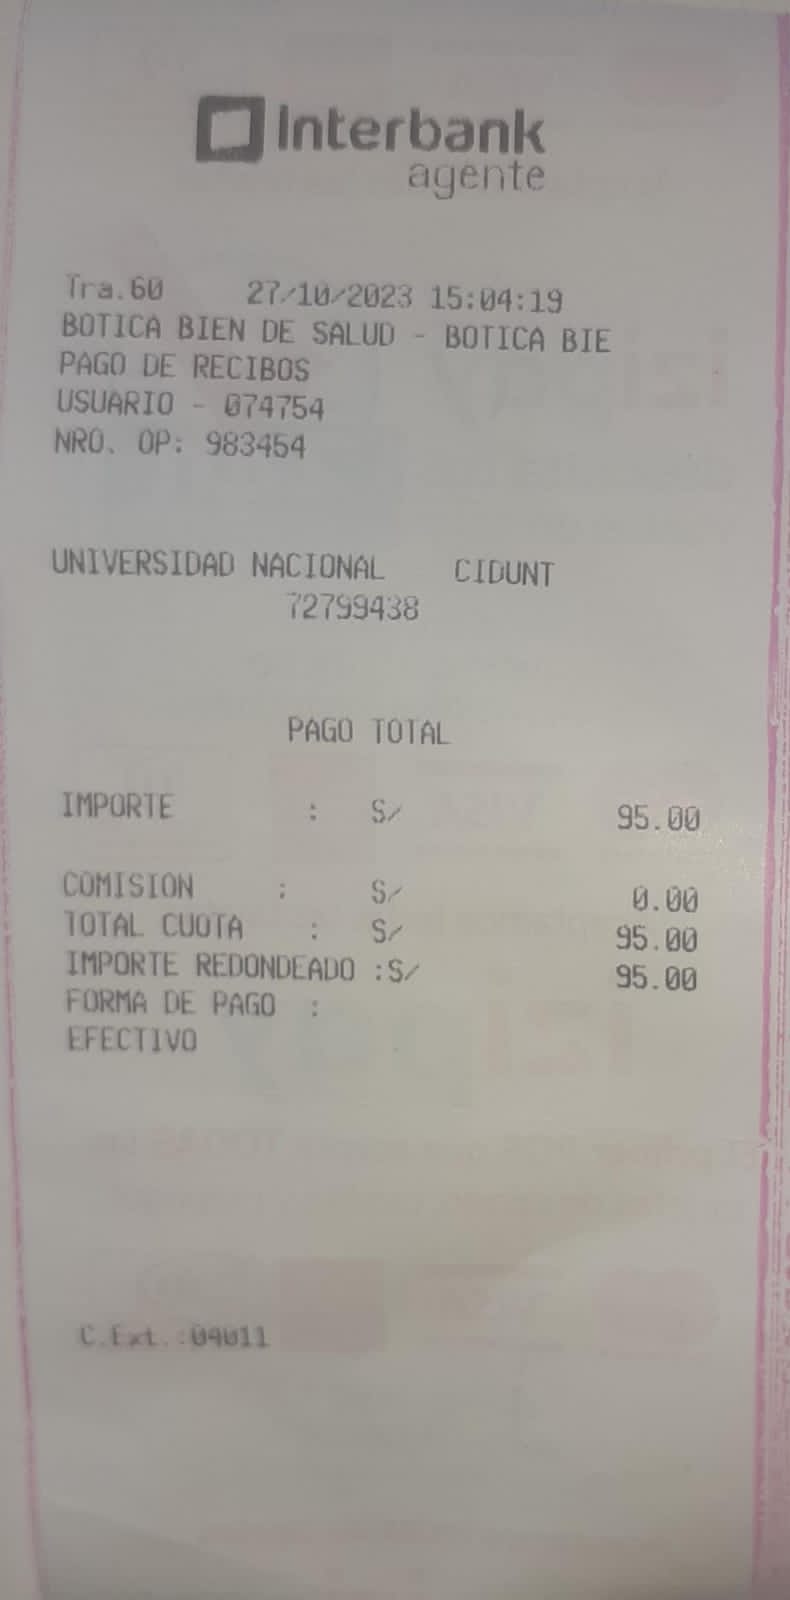 Interbank
agente
Tra.60 27/10/2023 15:04:19
BOTICA BIEN DE SALUD - BOTICA BIE
PAGO DE RECIBOS
USUARIO - 074754
NRO. OP: 983454
UNIVERSIDAD NACIONAL CIDUNT
72799438
PAGO TOTAL
IMPORTE : S/ 95.00
COMISION : S/ 0.00
TOTAL CUOTA : S/ 95.00
IMPORTE REDONDEADO :S/ 95.00
FORMA DE PAGO :
EFECTIVO
C.Ext.:04011